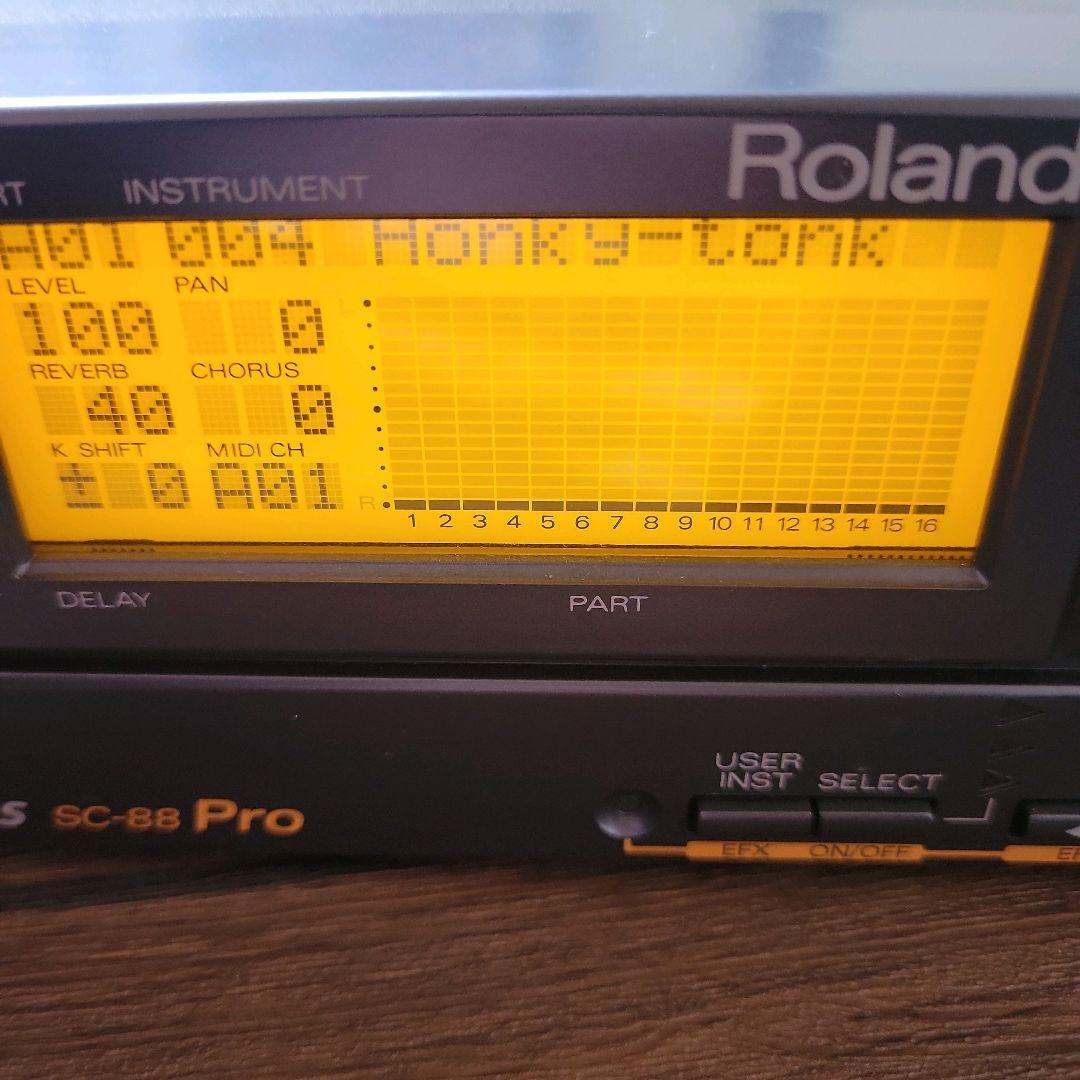 RT INSTRUMENT Roland
A01 004 Honky-tonk
LEVEL PAN
100 0 L
REVERB CHORUS
40 0
K SHIFT MIDI CH
± 0 A01 R
1 2 3 4 5 6 7 8 9 10 11 12 13 14 15 16
DELAY PART
USER
INST SELECT
s SC-88 Pro
EFX ON/OFF